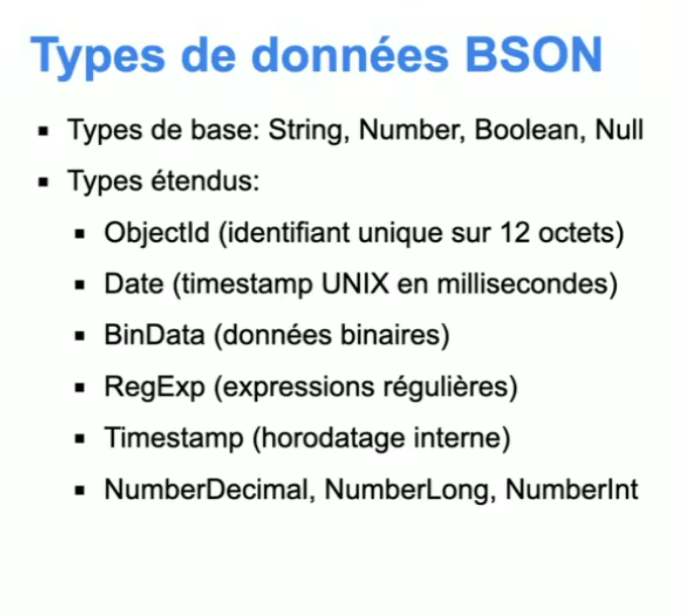 Types de données BSON
▪ Types de base: String, Number, Boolean, Null
▪ Types étendus:
▪ ObjectId (identifiant unique sur 12 octets)
▪ Date (timestamp UNIX en millisecondes)
▪ BinData (données binaires)
▪ RegExp (expressions régulières)
▪ Timestamp (horodatage interne)
▪ NumberDecimal, NumberLong, NumberInt